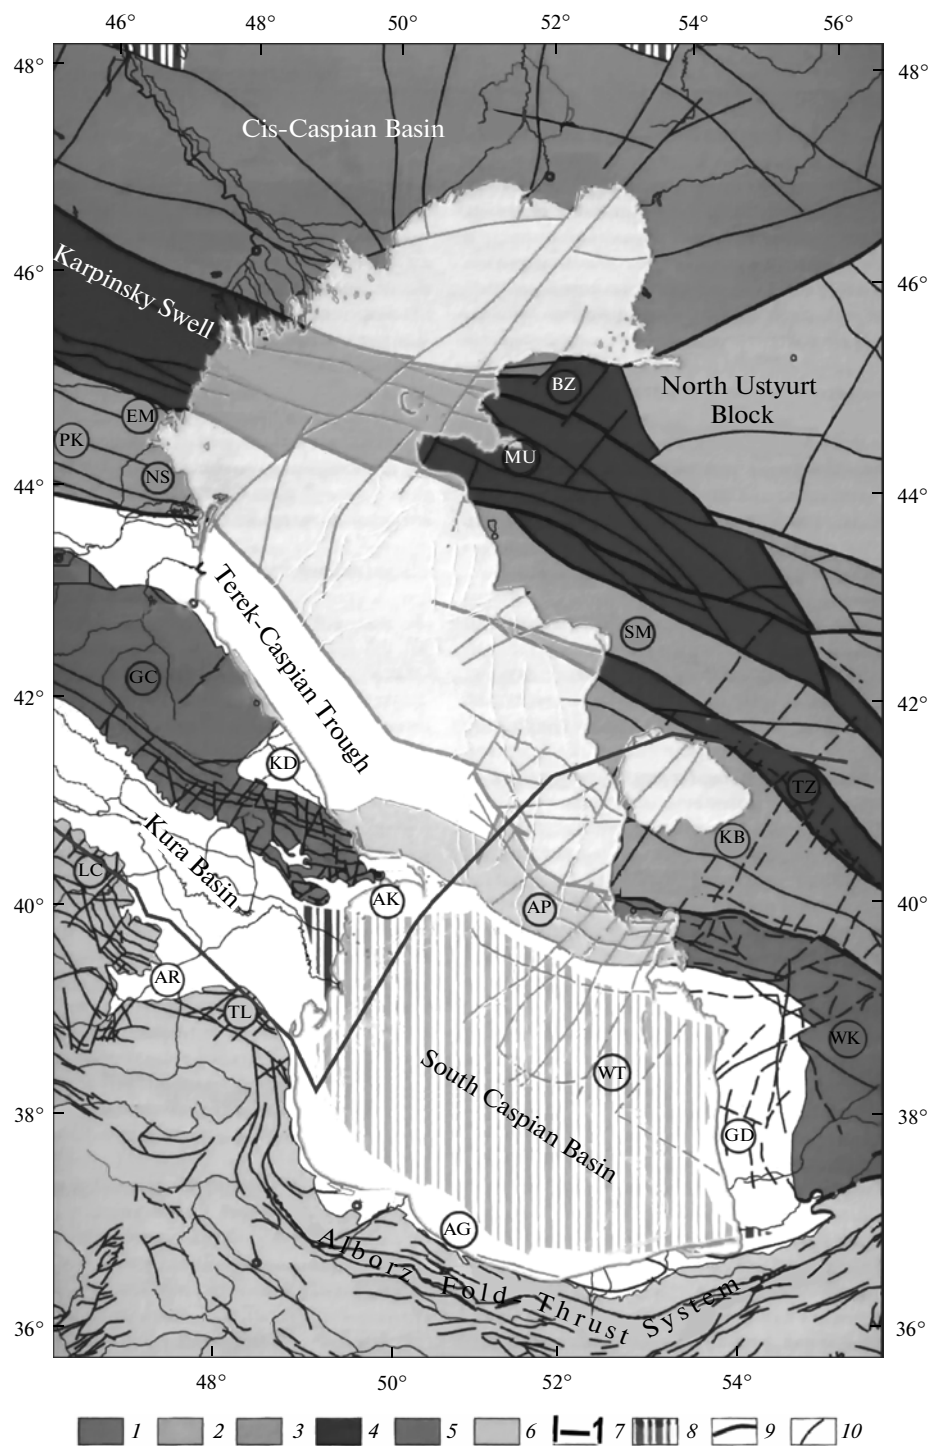 46° 48° 50° 52° 54° 56°
48° 48°
Cis-Caspian Basin
46° 46°
Karpinsky Swell
BZ
North Ustyurt
Block
EM
PK
MU
NS
44° 44°
Terek-Caspian Trough
SM
GC
42° 42°
KD
TZ
Kura Basin
KB
LC
AK
AP
40° 40°
AR
TL
WK
South Caspian Basin
WT
38° 38°
GD
AG
Alborz Fold-Thrust System
36° 36°
48° 50° 52° 54°
1 2 3 4 5 6 7 8 9 10